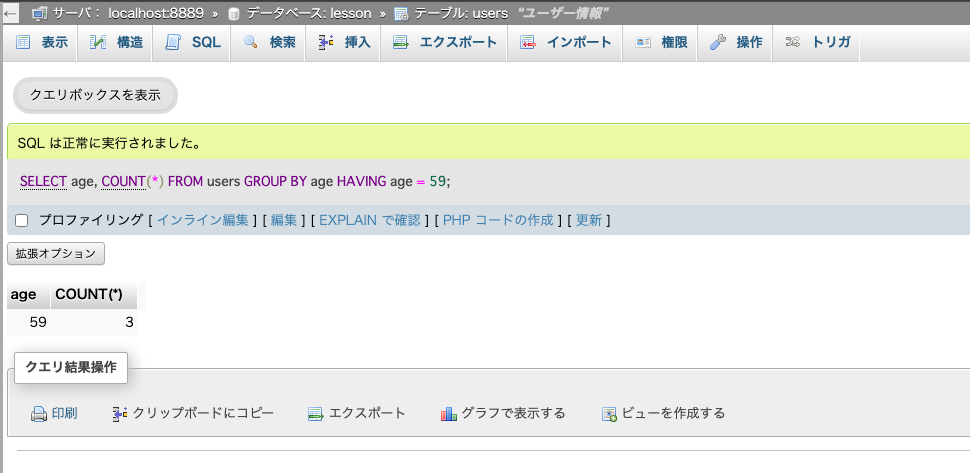 ← サーバ： localhost:8889 » データベース: lesson » テーブル: users “ユーザー情報”
表示 構造 SQL 検索 挿入 エクスポート インポート 権限 操作 トリガ
クエリボックスを表示
SQL は正常に実行されました。
SELECT age, COUNT(*) FROM users GROUP BY age HAVING age = 59;
プロファイリング [ インライン編集 ] [ 編集 ] [ EXPLAIN で確認 ] [ PHP コードの作成 ] [ 更新 ]
拡張オプション
age COUNT(*)
59 3
クエリ結果操作
印刷 クリップボードにコピー エクスポート グラフで表示する ビューを作成する